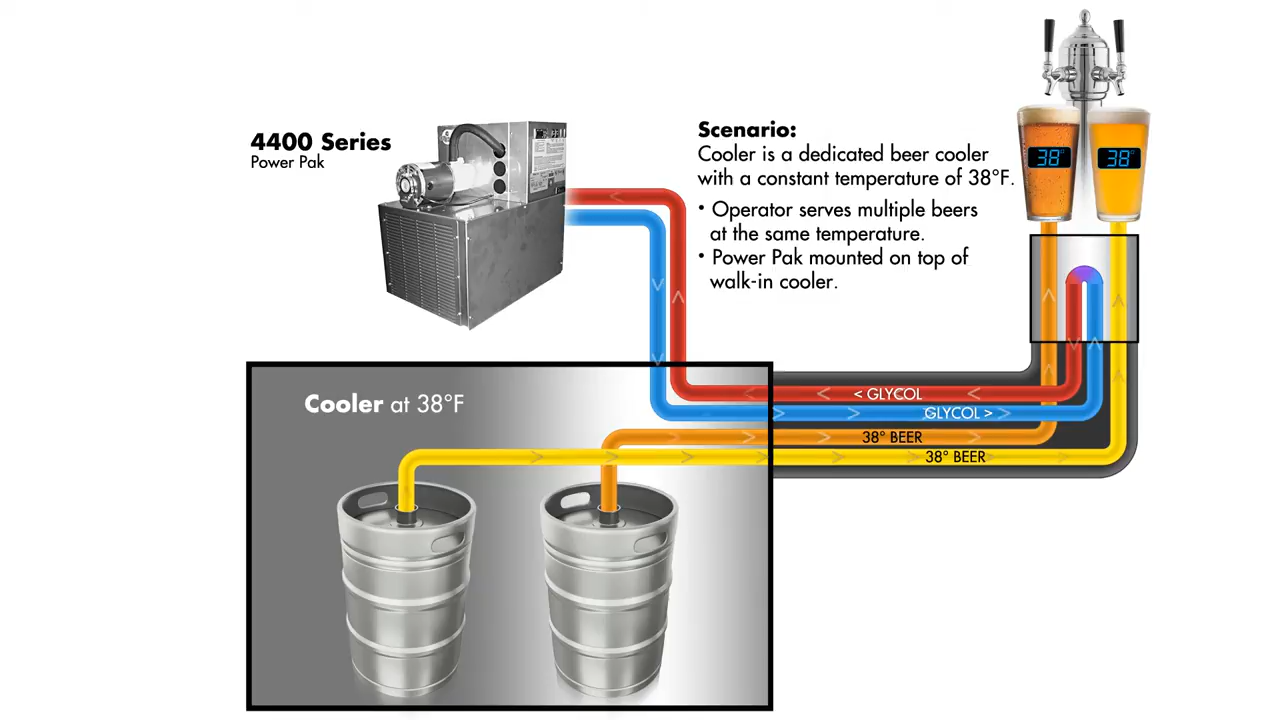 4400 Series
Power Pak
Scenario:
Cooler is a dedicated beer cooler
with a constant temperature of 38°F.
• Operator serves multiple beers
at the same temperature.
• Power Pak mounted on top of
walk-in cooler.
38°
38°
Cooler at 38°F
< GLYCOL
GLYCOL >
38° BEER
38° BEER